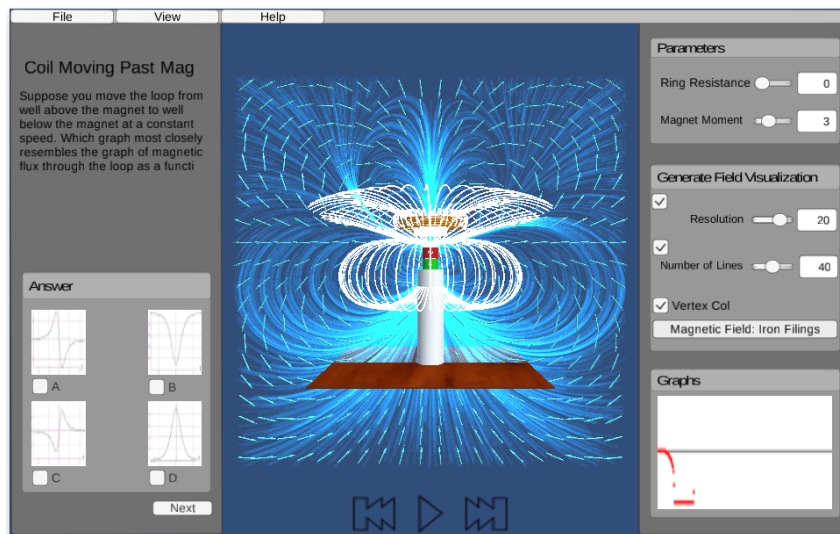 File View Help
Coil Moving Past Mag
Suppose you move the loop from
well above the magnet to well
below the magnet at a constant
speed. Which graph most closely
resembles the graph of magnetic
flux through the loop as a functi
Answer
A B
C D
Next
Parameters
Ring Resistance 0
Magnet Moment 3
Generate Field Visualization
Resolution 20
Number of Lines 40
Vertex Col
Magnetic Field: Iron Filings
Graphs